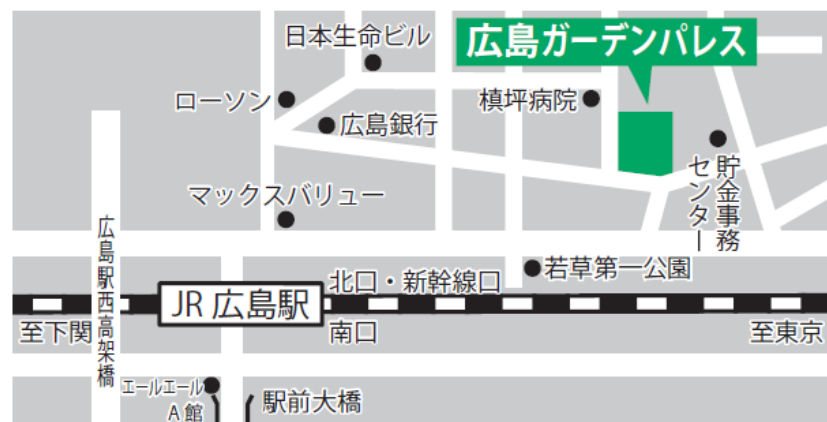 日本生命ビル
広島ガーデンパレス
ローソン
広島銀行
槙坪病院
貯金事務
センター
マックスバリュー
広島駅西高架橋
若草第一公園
北口・新幹線口
JR 広島駅
至下関
南口
至東京
エールエール
A館
駅前大橋